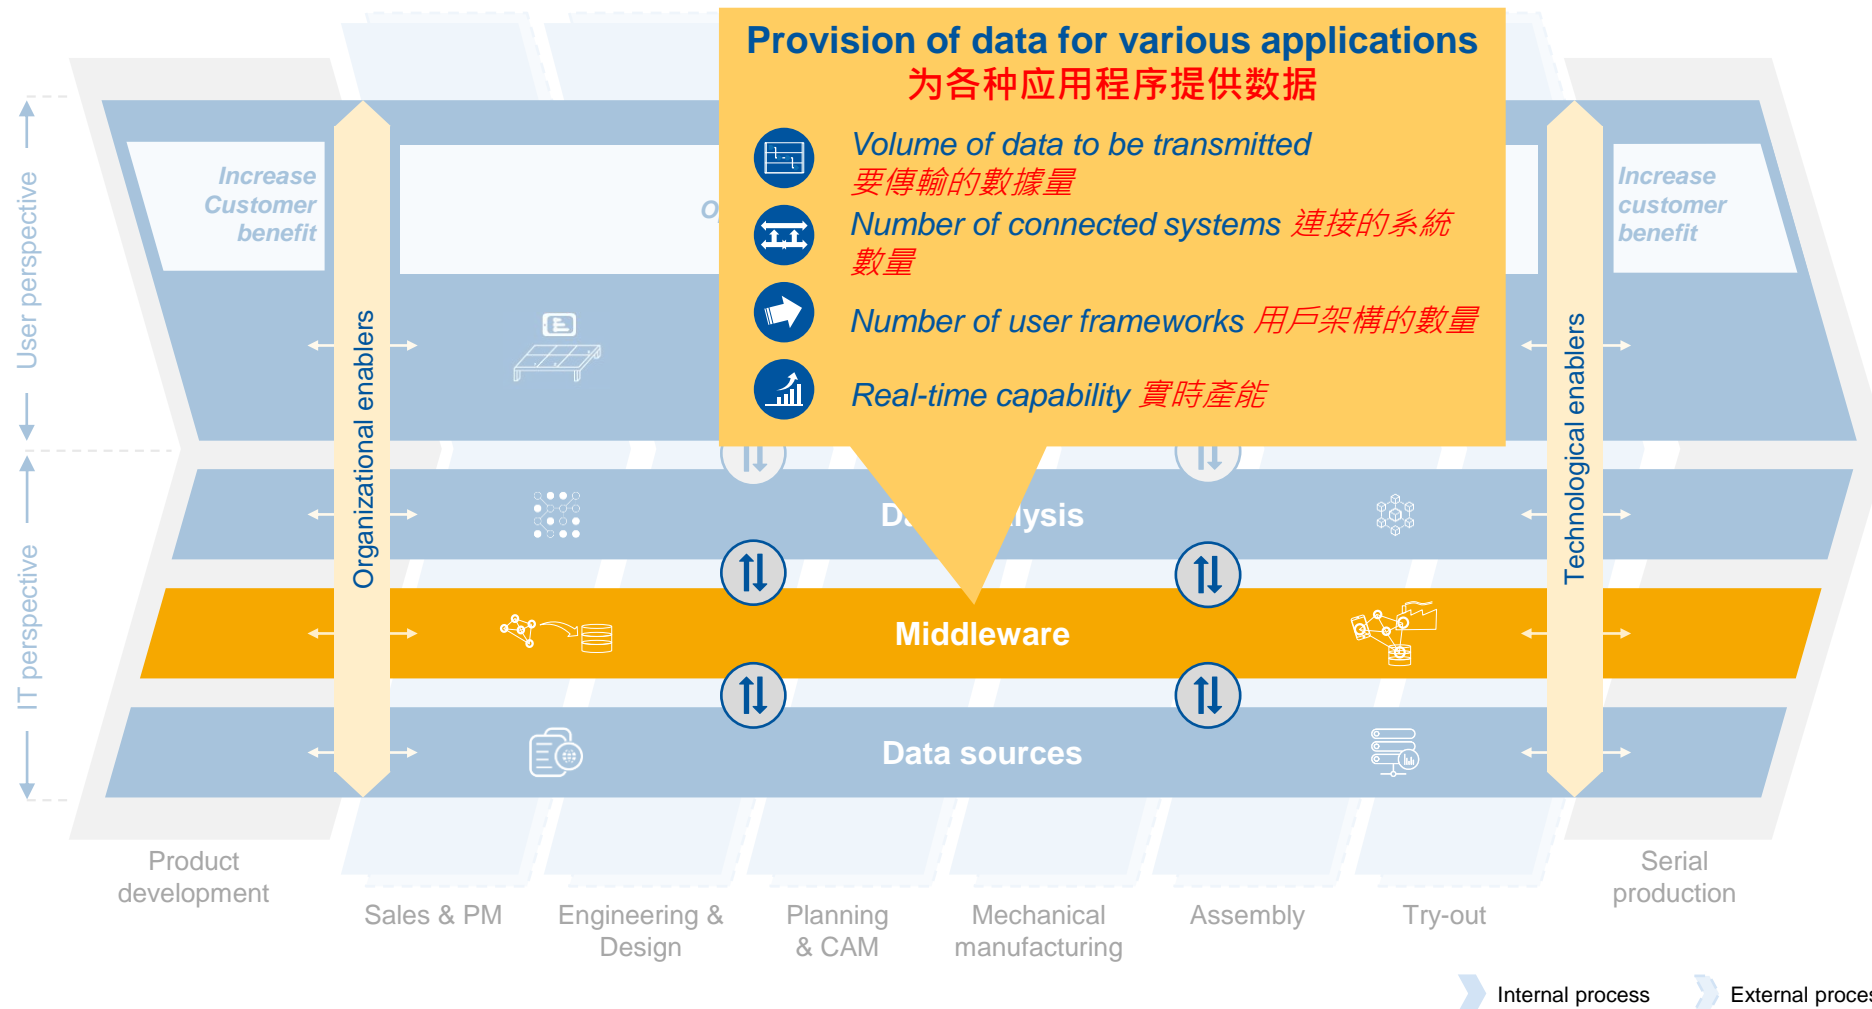 Provision of data for various applications
为各种应用程序提供数据
Volume of data to be transmitted
要傳輸的數據量
Number of connected systems 連接的系統
數量
Number of user frameworks 用戶架構的數量
Real-time capability 實時產能
Increase
Customer
benefit
Increase
customer
benefit
User perspective
IT perspective
Organizational enablers
Technological enablers
Middleware
Data sources
Product
development
Sales & PM
Engineering &
Design
Planning
& CAM
Mechanical
manufacturing
Assembly
Try-out
Serial
production
Internal process
External